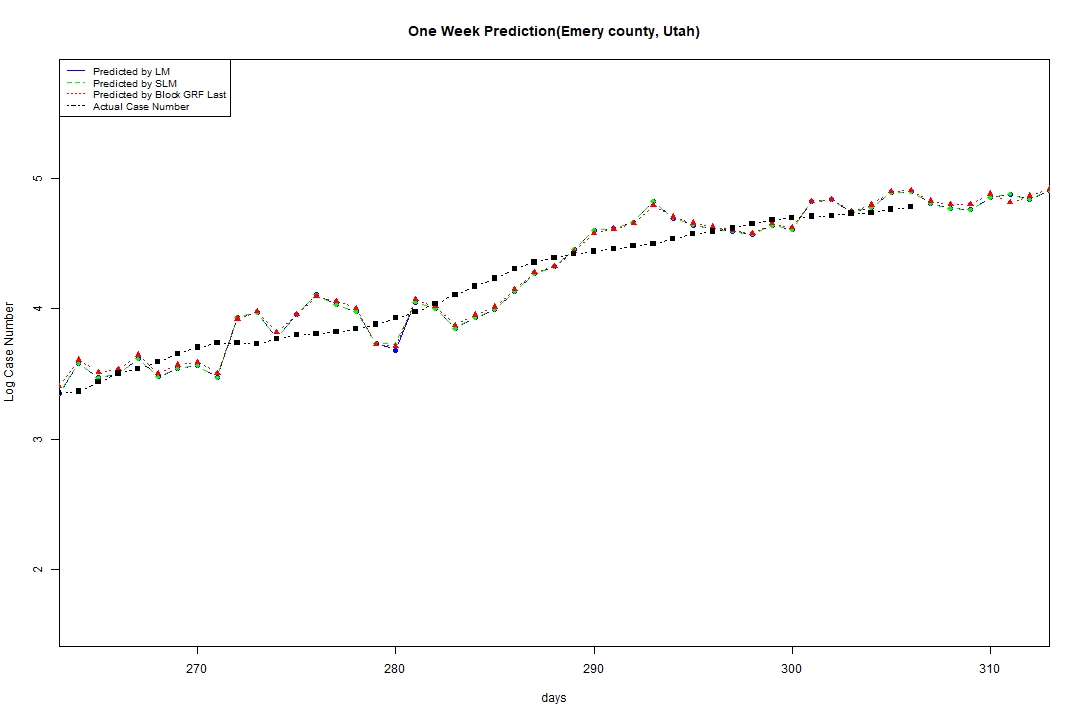 One Week Prediction(Emery county, Utah)
Predicted by LM
Predicted by SLM
Predicted by Block GRF Last
Actual Case Number
5
4
3
2
Log Case Number
270 280 290 300 310
days